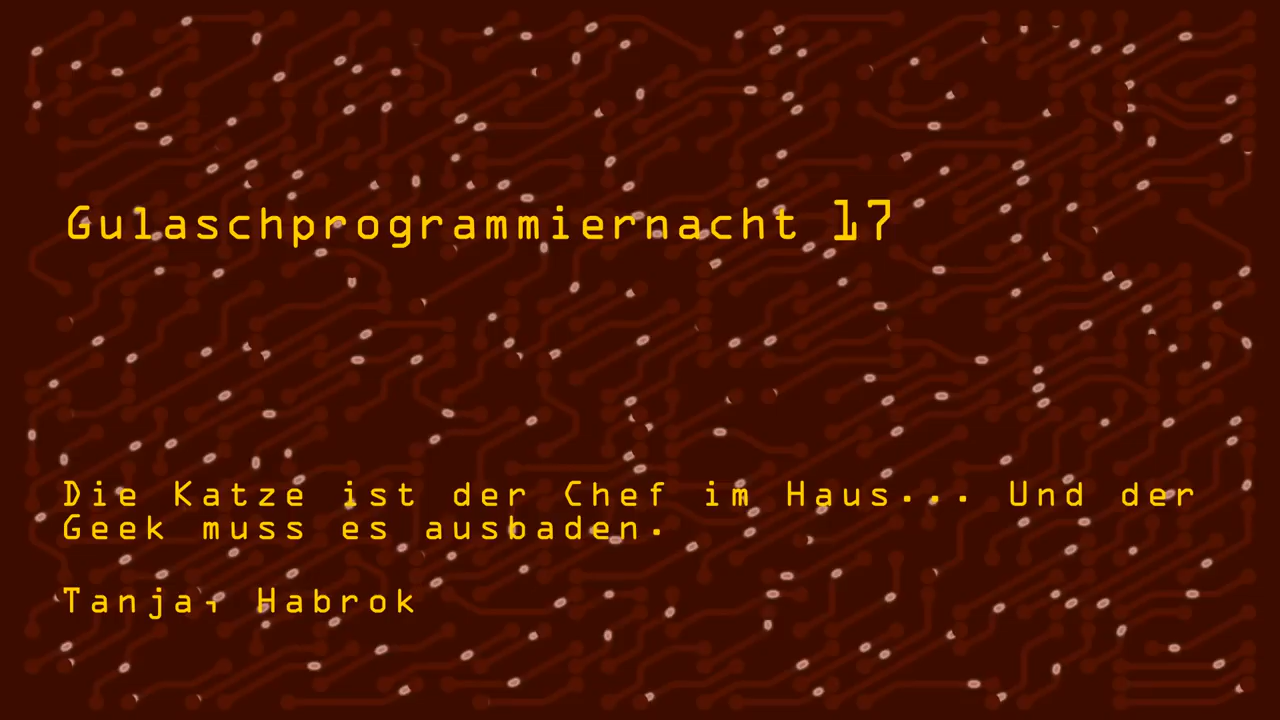 Gulaschprogrammiernacht 17
Die Katze ist der Chef im Haus... Und der
Geek muss es ausbaden.
Tanja, Habrok